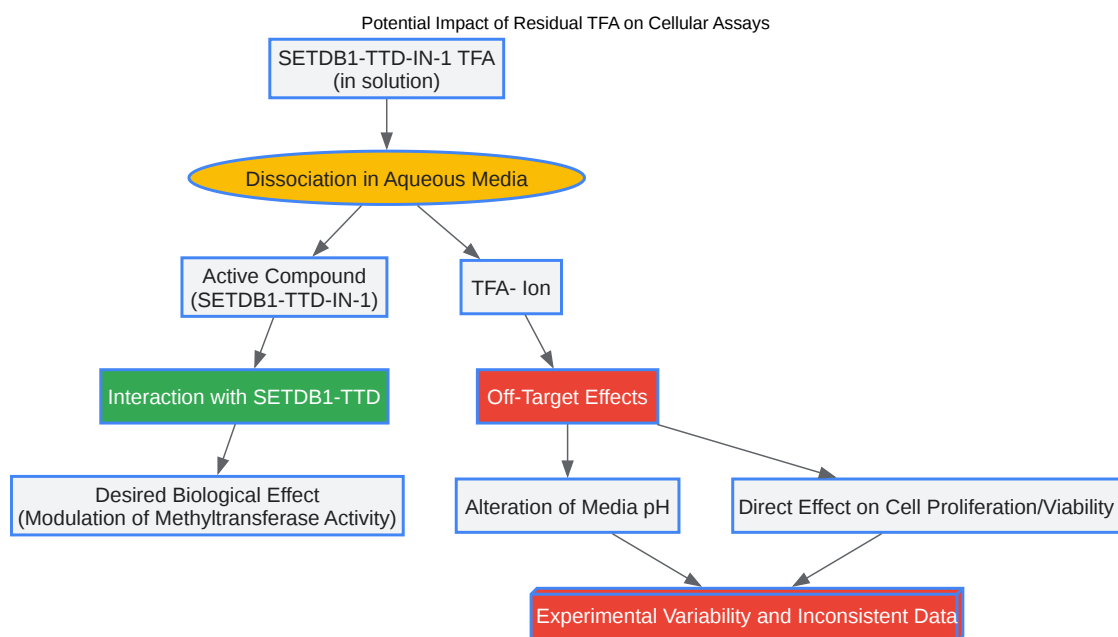 Potential Impact of Residual TFA on Cellular Assays
SETDB1-TTD-IN-1 TFA
(in solution)
Dissociation in Aqueous Media
Active Compound
(SETDB1-TTD-IN-1)
TFA- Ion
Interaction with SETDB1-TTD
Off-Target Effects
Desired Biological Effect
(Modulation of Methyltransferase Activity)
Alteration of Media pH
Direct Effect on Cell Proliferation/Viability
Experimental Variability and Inconsistent Data